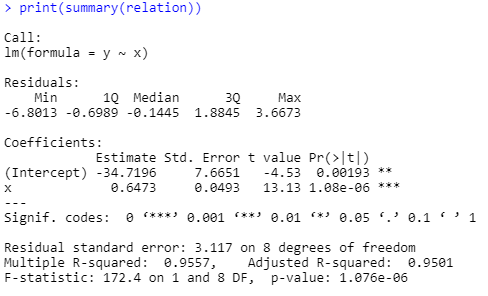 > print(summary(relation))
Call:
lm(formula = y ~ x)
Residuals:
    Min      1Q  Median      3Q     Max
-6.8013 -0.6989 -0.1445  1.8845  3.6673
Coefficients:
            Estimate Std. Error t value Pr(>|t|)
(Intercept) -34.7196     7.6651   -4.53  0.00193 **
x             0.6473     0.0493   13.13 1.08e-06 ***
---
Signif. codes:  0 ‘***’ 0.001 ‘**’ 0.01 ‘*’ 0.05 ‘.’ 0.1 ‘ ’ 1
Residual standard error: 3.117 on 8 degrees of freedom
Multiple R-squared:  0.9557,    Adjusted R-squared:  0.9501
F-statistic: 172.4 on 1 and 8 DF,  p-value: 1.076e-06